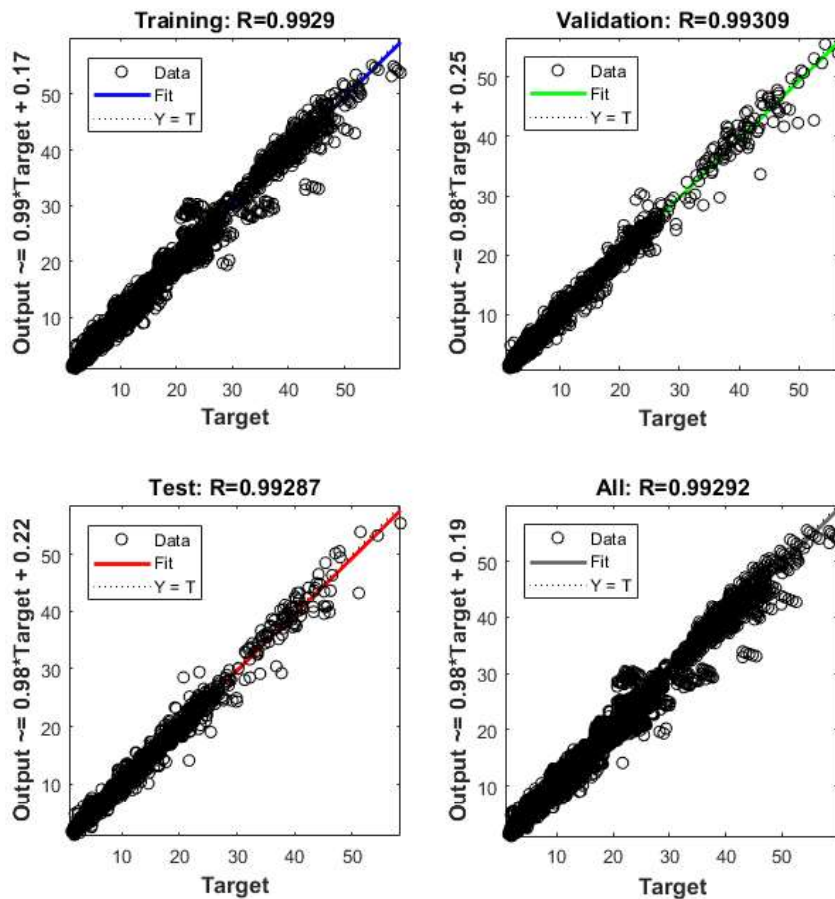 Training: R=0.9929
Output ~= 0.99*Target + 0.17
50
40
30
20
10
Data
Fit
Y = T
10 20 30 40 50
Target
Validation: R=0.99309
Output ~= 0.98*Target + 0.25
50
40
30
20
10
Data
Fit
Y = T
10 20 30 40 50
Target
Test: R=0.99287
Output ~= 0.98*Target + 0.22
50
40
30
20
10
Data
Fit
Y = T
10 20 30 40 50
Target
All: R=0.99292
Output ~= 0.98*Target + 0.19
60
50
40
30
20
10
Data
Fit
Y = T
10 20 30 40 50
Target